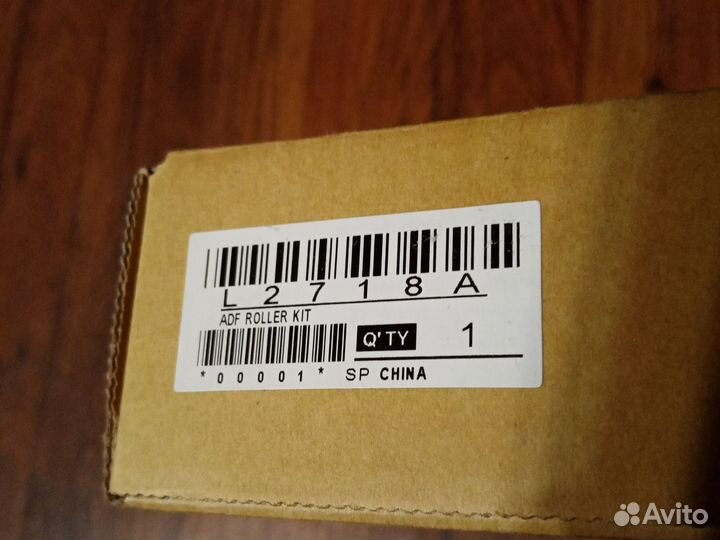 L2718A
ADF ROLLER KIT
Q'TY 1
*00001* SP CHINA
Avito